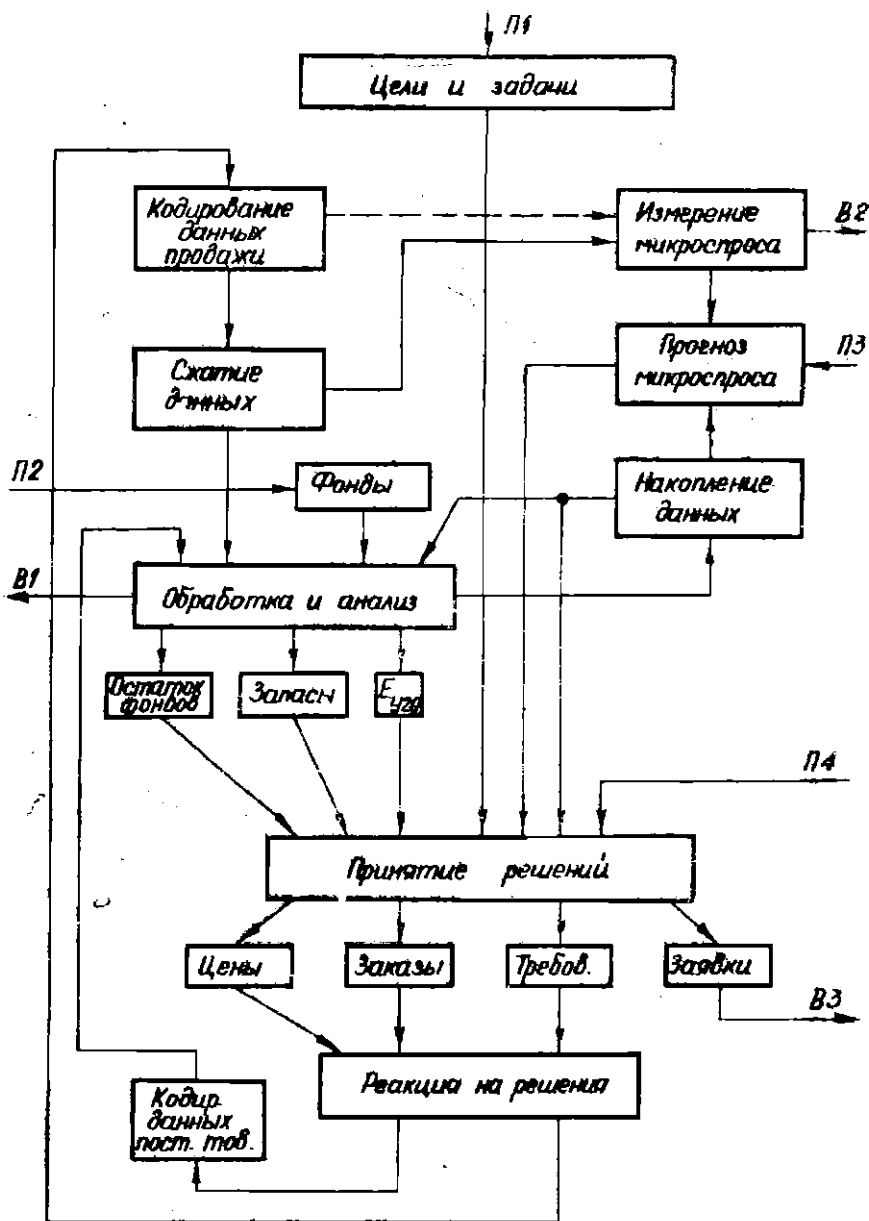 П1
Цели и задачи
Кодирование
данных
продажи
Измерение
микроспроса
В2
Сжатие
данных
Прогноз
микроспроса
П3
П2
Фонды
Накопление
данных
В1
Обработка и анализ
Остаток
фондов
Запасы
Eудв
П4
Принятие решений
Цены
Заказы
Требов.
Заявки
В3
Реакция на решения
Кодир.
данных
пост. тов.